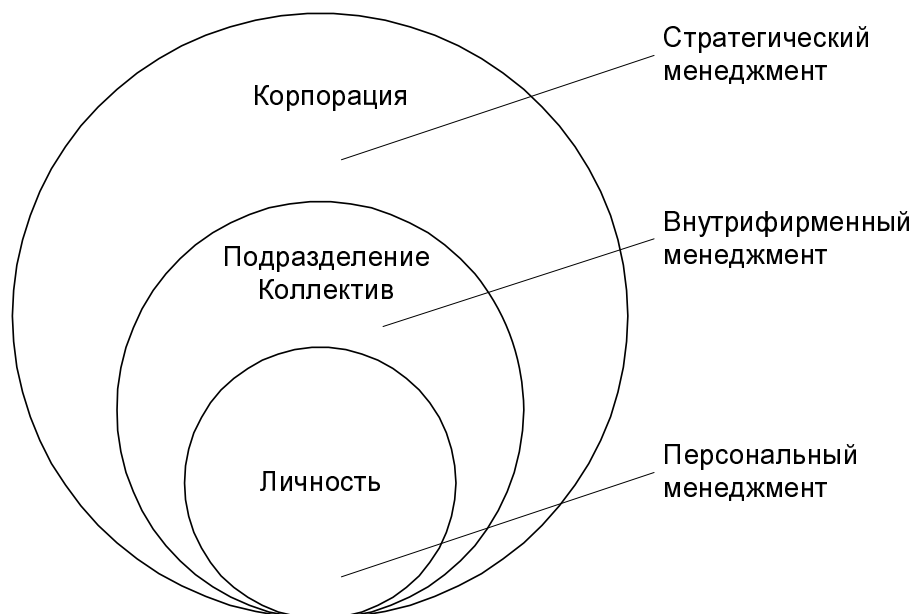 Стратегический
менеджмент
Корпорация
Внутрифирменный
менеджмент
Подразделение
Коллектив
Персональный
менеджмент
Личность